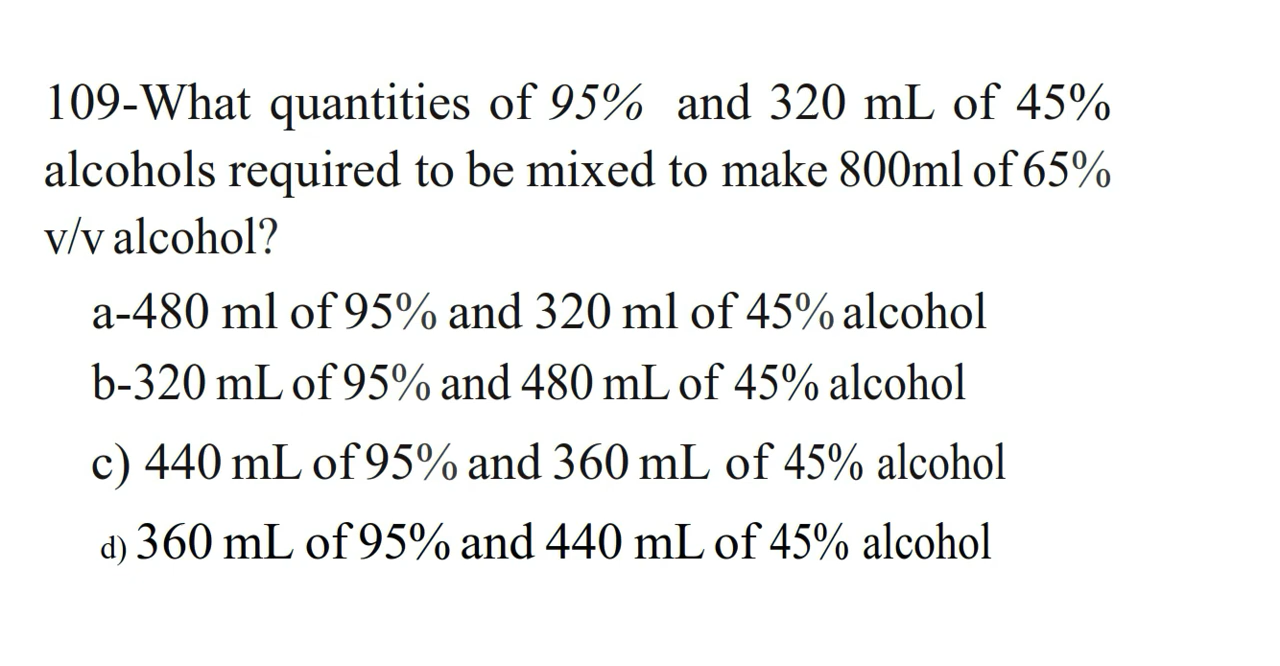 109-What quantities of 95% and 320 mL of 45%
alcohols required to be mixed to make 800ml of 65%
v/v alcohol?
a-480 ml of 95% and 320 ml of 45% alcohol
b-320 mL of 95% and 480 mL of 45% alcohol
c) 440 mL of 95% and 360 mL of 45% alcohol
d) 360 mL of 95% and 440 mL of 45% alcohol